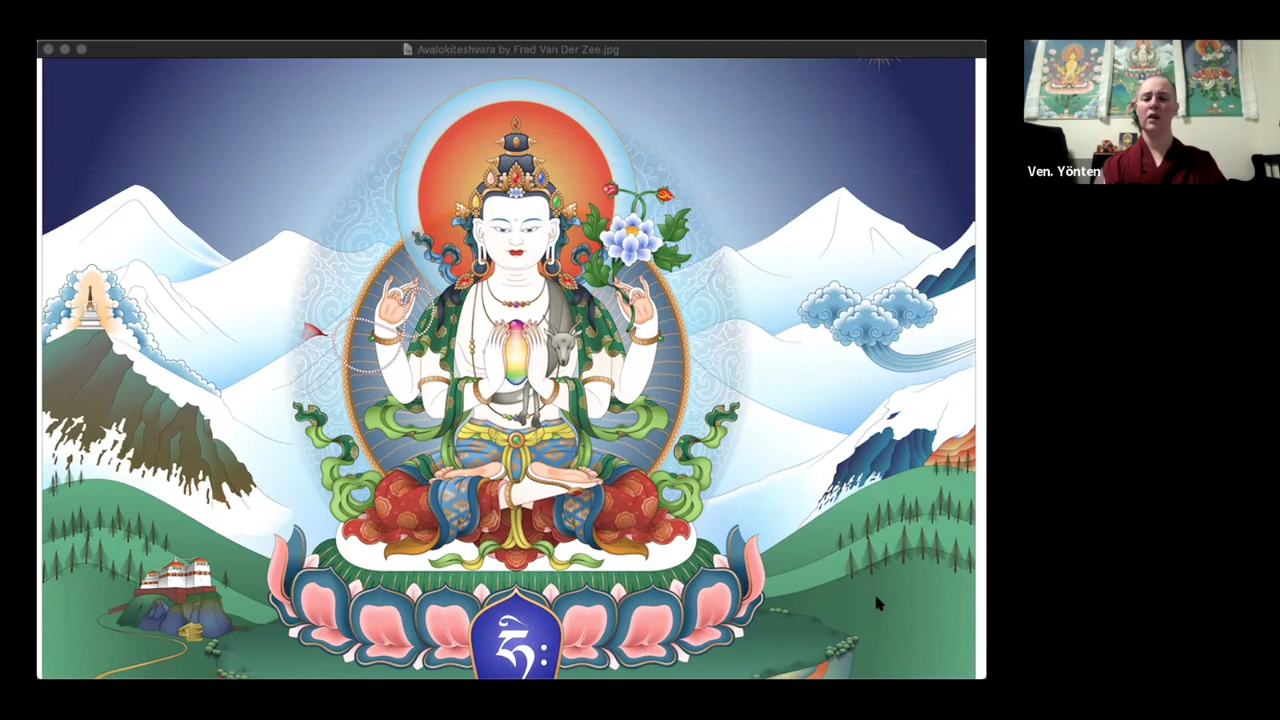 Avalokiteshvara by Fred Van Der Zee.jpg
Ven. Yönten
ཧྲཱིཿ